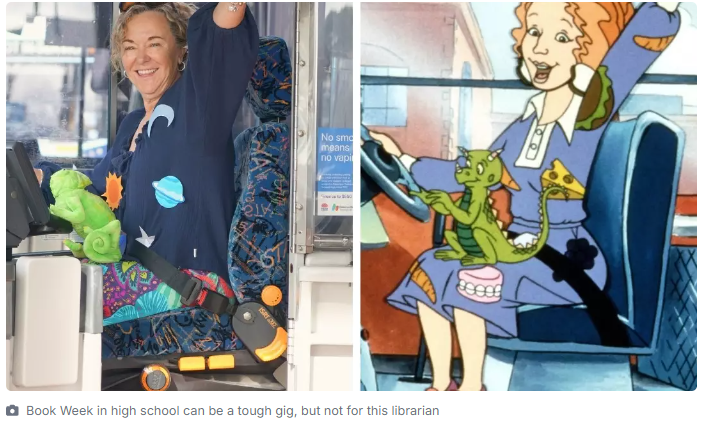 No smo
means
no vapi
Book Week in high school can be a tough gig, but not for this librarian